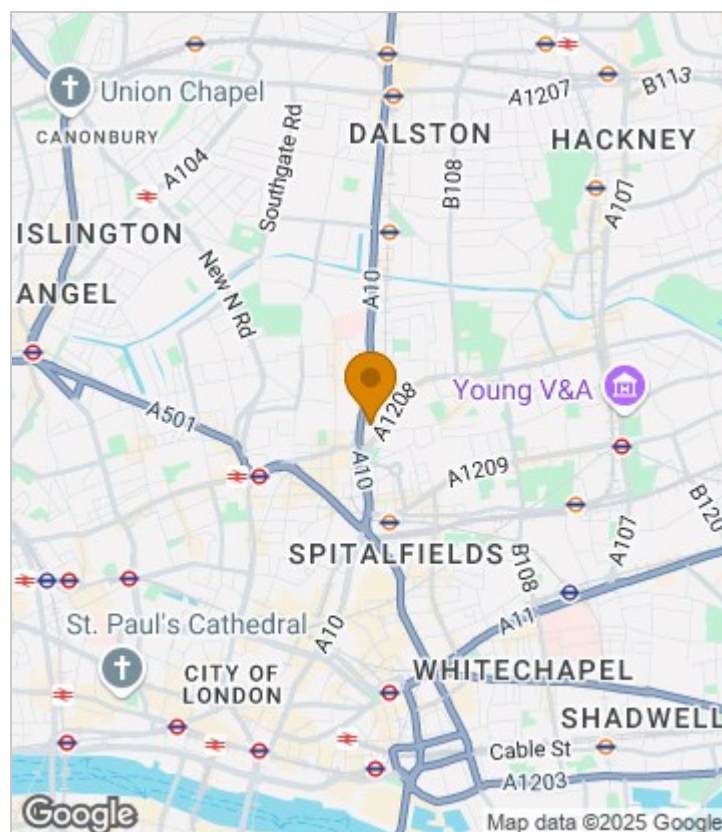 Union Chapel
CANONBURY
A104
Southgate Rd
DALSTON
A1207
B113
HACKNEY
B108
A107
ISLINGTON
ANGEL
New N Rd
A10
A501
A1208
Young V&A
A10
A1209
SPITALFIELDS
B108
A107
B120
St. Paul's Cathedral
A10
CITY OF
LONDON
A11
WHITECHAPEL
SHADWELL
Cable St
A1203
Google
Map data ©2025 Google